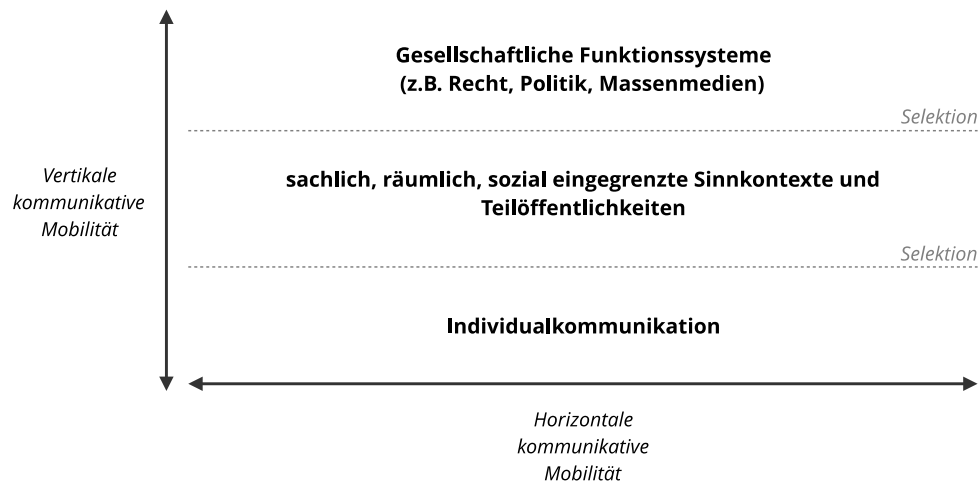 Gesellschaftliche Funktionssysteme
(z.B. Recht, Politik, Massenmedien)
Selektion
Vertikale
kommunikative
Mobilität
sachlich, räumlich, sozial eingegrenzte Sinnkontexte und
Teilöffentlichkeiten
Selektion
Individualkommunikation
Horizontale
kommunikative
Mobilität